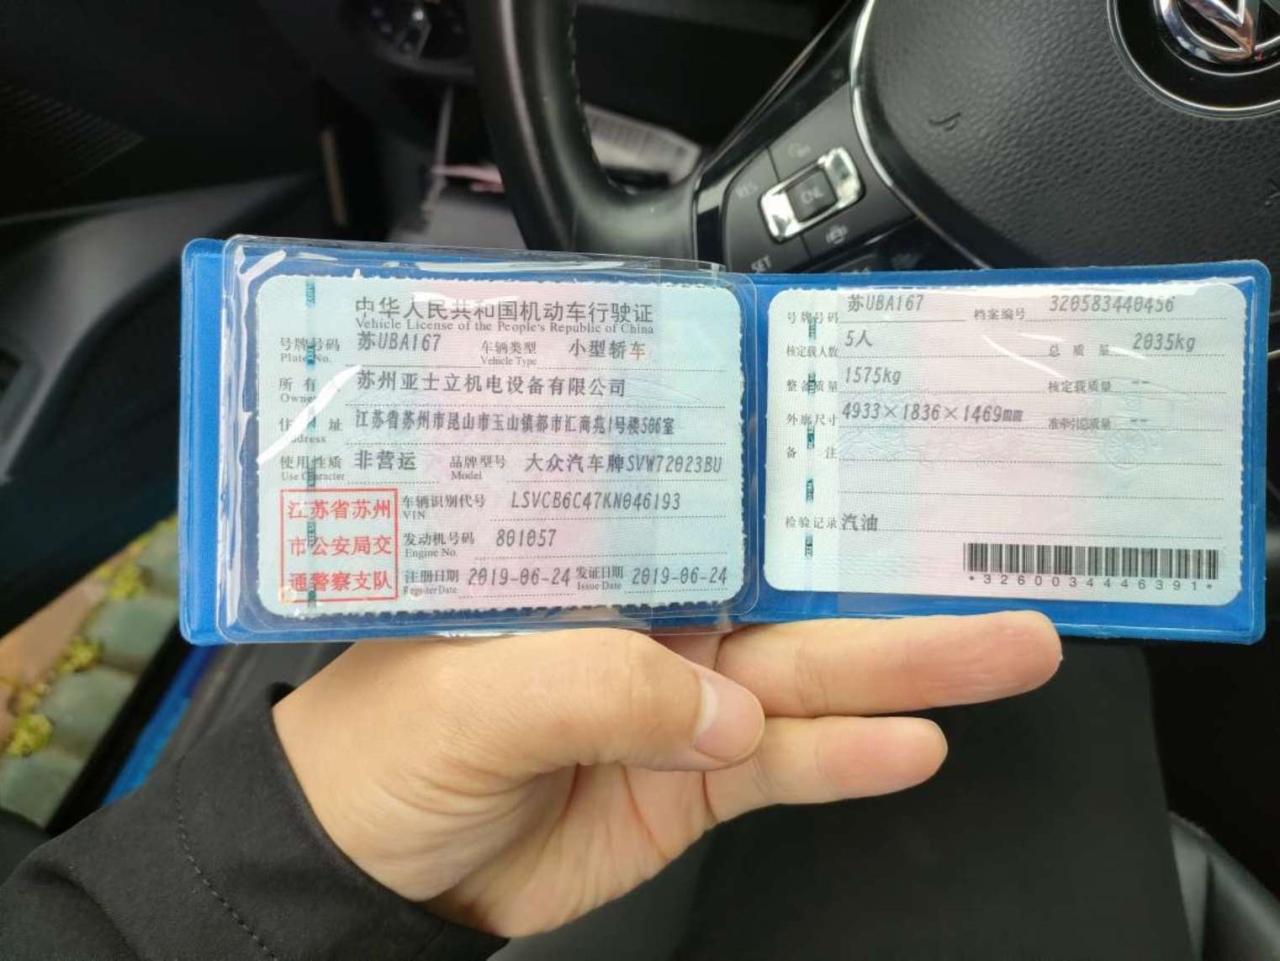 中华人民共和国机动车行驶证
Vehicle License of the People's Republic of China
号牌号码 苏UBA167 车辆类型 小型轿车
Plate No. Vehicle Type
所有 苏州亚士立机电设备有限公司
Owner
住 址 江苏省苏州市昆山市玉山镇都市汇商苑1号楼506室
Address
使用性质 非营运 品牌型号 大众汽车牌SVW72023BU
Use Character Model
江苏省苏州
市公安局交
通警察支队
车辆识别代号 LSVCB6C47KN046193
VIN
发动机号码 801057
Engine No.
注册日期 2019-06-24 发证日期 2019-06-24
Register Date Issue Date
号牌号码 苏UBA167 档案编号 320583440456
核定载人数 5人 总质量 2035kg
整备质量 1575kg 核定载质量 --
外廓尺寸 4933×1836×1469mm 准牵引总质量 --
备 注
检验记录 汽油
*3260034446391*
RES
CNL
SET